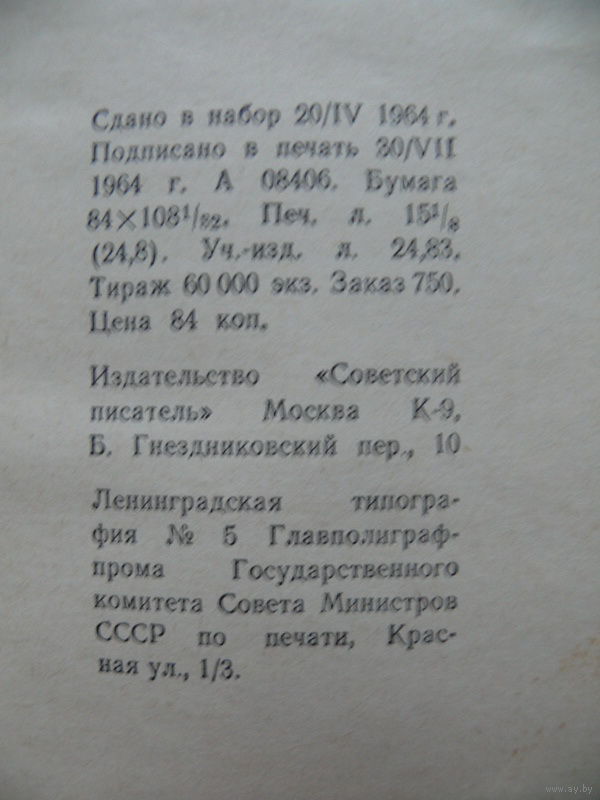 Сдано в набор 20/IV 1964 г.
Подписано в печать 30/VII
1964 г. А 08406. Бумага
84×108¹/₃₂. Печ. л. 15¹/₈
(24,8). Уч.-изд. л. 24,83.
Тираж 60 000 экз. Заказ 750.
Цена 84 коп.
Издательство «Советский
писатель» Москва К-9,
Б. Гнездниковский пер., 10
Ленинградская типогра-
фия № 5 Главполиграф-
прома Государственного
комитета Совета Министров
СССР по печати, Крас-
ная ул., 1/3.
www.ay.by